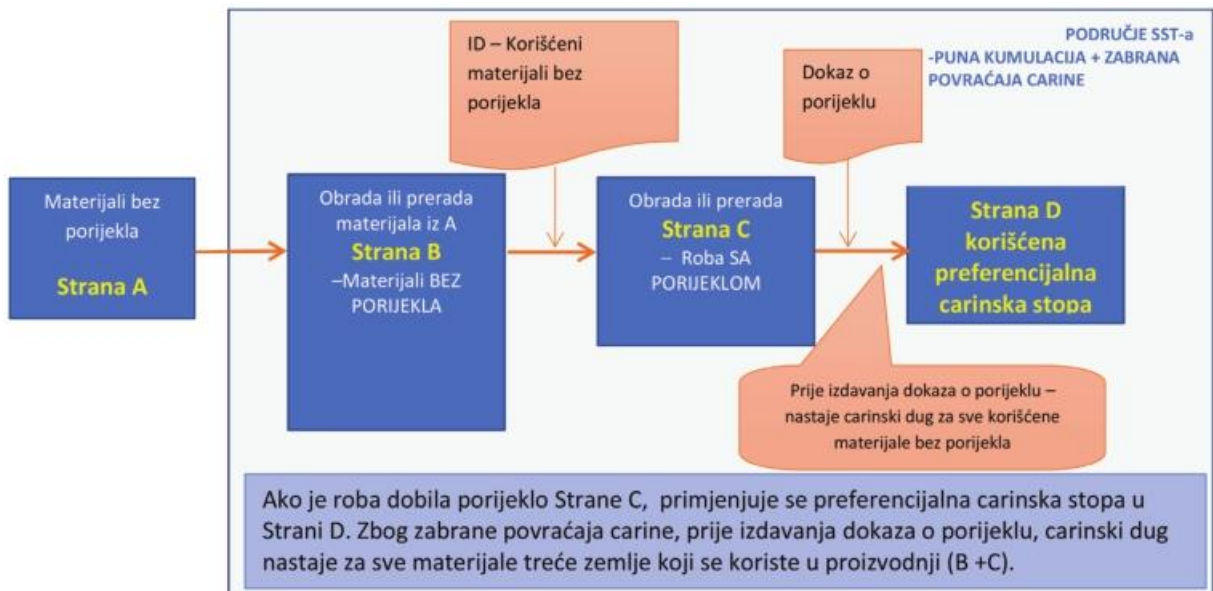 PODRUČJE SST-a
-PUNA KUMULACIJA + ZABRANA
POVRAĆAJA CARINE
ID – Korišćeni
materijali bez
porijekla
Dokaz o
porijeklu
Materijali bez
porijekla
Strana A
Obrada ili prerada
materijala iz A
Strana B
–Materijali BEZ
PORIJEKLA
Obrada ili prerada
Strana C
– Roba SA
PORIJEKLOM
Strana D
korišćena
preferencijalna
carinska stopa
Prije izdavanja dokaza o porijeklu –
nastaje carinski dug za sve korišćene
materijale bez porijekla
Ako je roba dobila porijeklo Strane C, primjenjuje se preferencijalna carinska stopa u
Strani D. Zbog zabrane povraćaja carine, prije izdavanja dokaza o porijeklu, carinski dug
nastaje za sve materijale treće zemlje koji se koriste u proizvodnji (B +C).